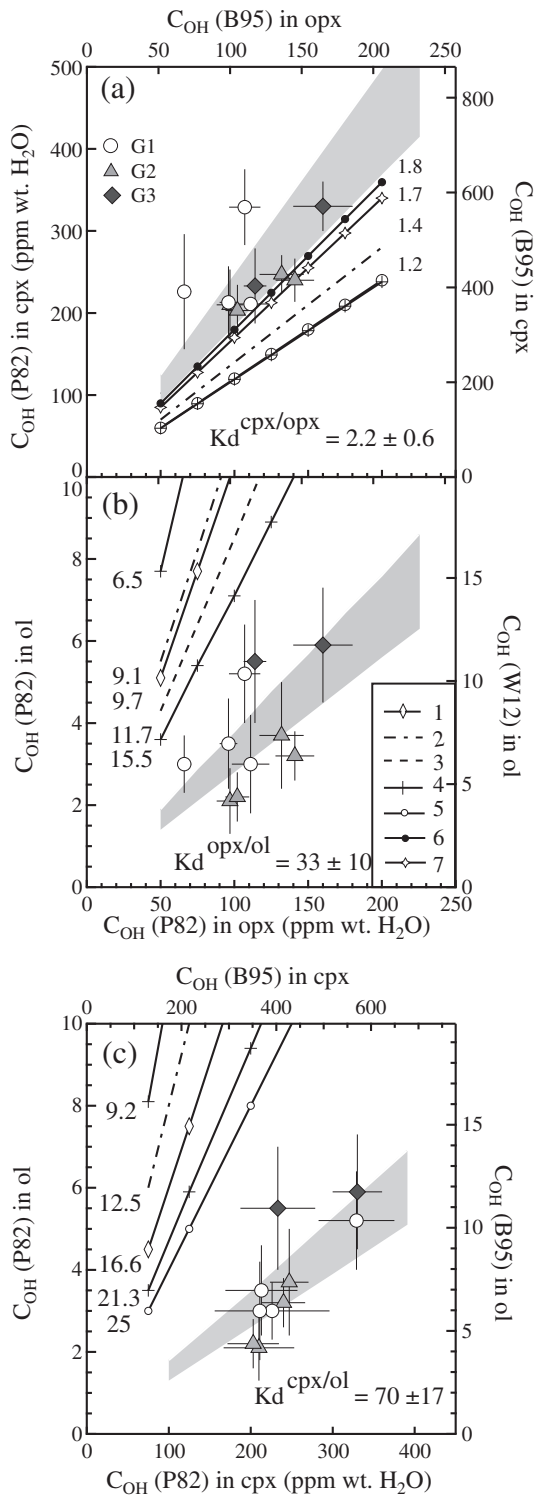 C_OH (B95) in opx
0 50 100 150 200 250
500
400
300
200
100
0
C_OH (P82) in cpx (ppm wt. H₂O)
(a)
G1
G2
G3
1.8
1.7
1.4
1.2
Kd^cpx/opx = 2.2 ± 0.6
800
600
400
200
0
C_OH (B95) in cpx
10
8
6
4
2
0
C_OH (P82) in ol
(b)
6.5
9.1
9.7
11.7
15.5
Kd^opx/ol = 33 ± 10
1
2
3
4
5
6
7
15
10
5
0
C_OH (W12) in ol
0 50 100 150 200 250
C_OH (P82) in opx (ppm wt. H₂O)
C_OH (B95) in cpx
0 200 400 600
10
8
6
4
2
0
C_OH (P82) in ol
(c)
9.2
12.5
16.6
21.3
25
Kd^cpx/ol = 70 ±17
15
10
5
0
C_OH (B95) in ol
0 100 200 300 400
C_OH (P82) in cpx (ppm wt. H₂O)